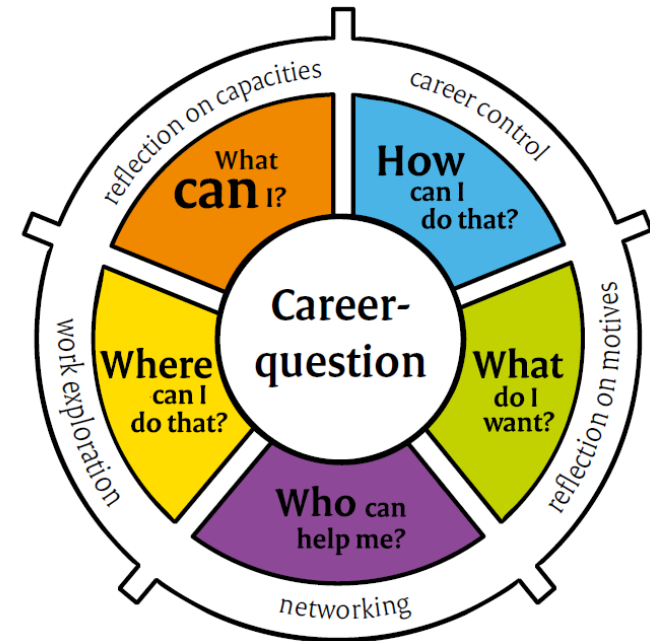 reflection on capacities
career control
What
can I?
How
can I
do that?
Career-
question
Where
can I
do that?
What
do I
want?
work exploration
reflection on motives
Who can
help me?
networking